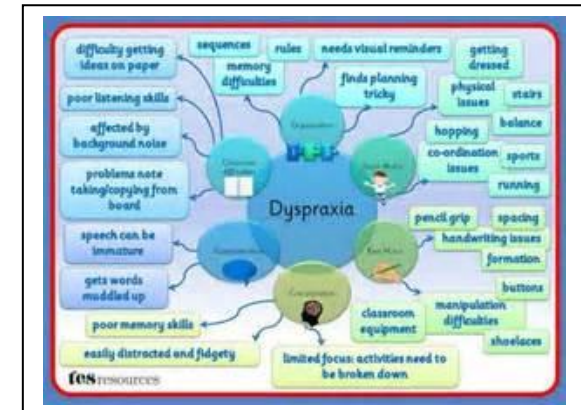 difficulty getting
ideas on paper
poor listening skills
affected by
background noise
problems note
taking/copying from
board
speech can be
immature
gets words
muddled up
poor memory skills
easily distracted and fidgety
limited focus: activities need to
be broken down
sequences
rules
memory
difficulties
needs visual reminders
finds planning
tricky
getting
dressed
physical
issues
stairs
balance
hopping
co-ordination
issues
sports
running
pencil grip
spacing
handwriting issues
formation
buttons
manipulation
difficulties
classroom
equipment
shoelaces
Dyspraxia
tes resources